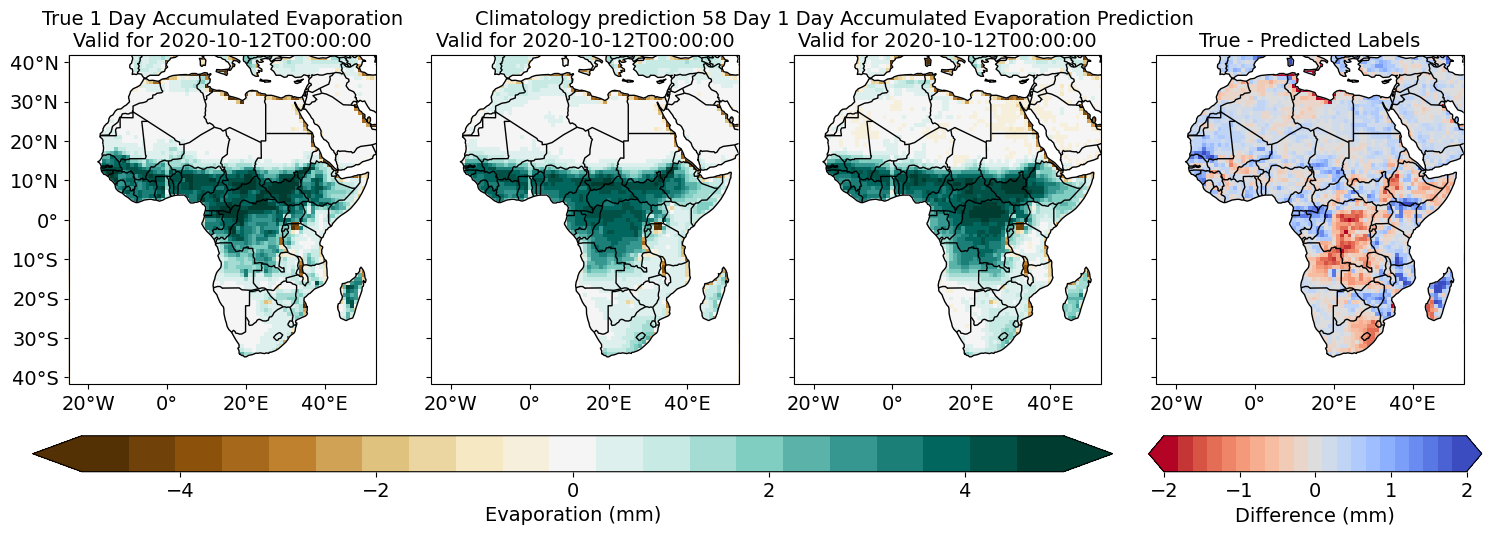 True 1 Day Accumulated Evaporation
Valid for 2020-10-12T00:00:00
Climatology prediction
Valid for 2020-10-12T00:00:00
58 Day 1 Day Accumulated Evaporation Prediction
Valid for 2020-10-12T00:00:00
True - Predicted Labels
40°N
30°N
20°N
10°N
0°
10°S
20°S
30°S
40°S
20°W 0° 20°E 40°E
20°W 0° 20°E 40°E
20°W 0° 20°E 40°E
20°W 0° 20°E 40°E
−4 −2 0 2 4
Evaporation (mm)
−2 −1 0 1 2
Difference (mm)